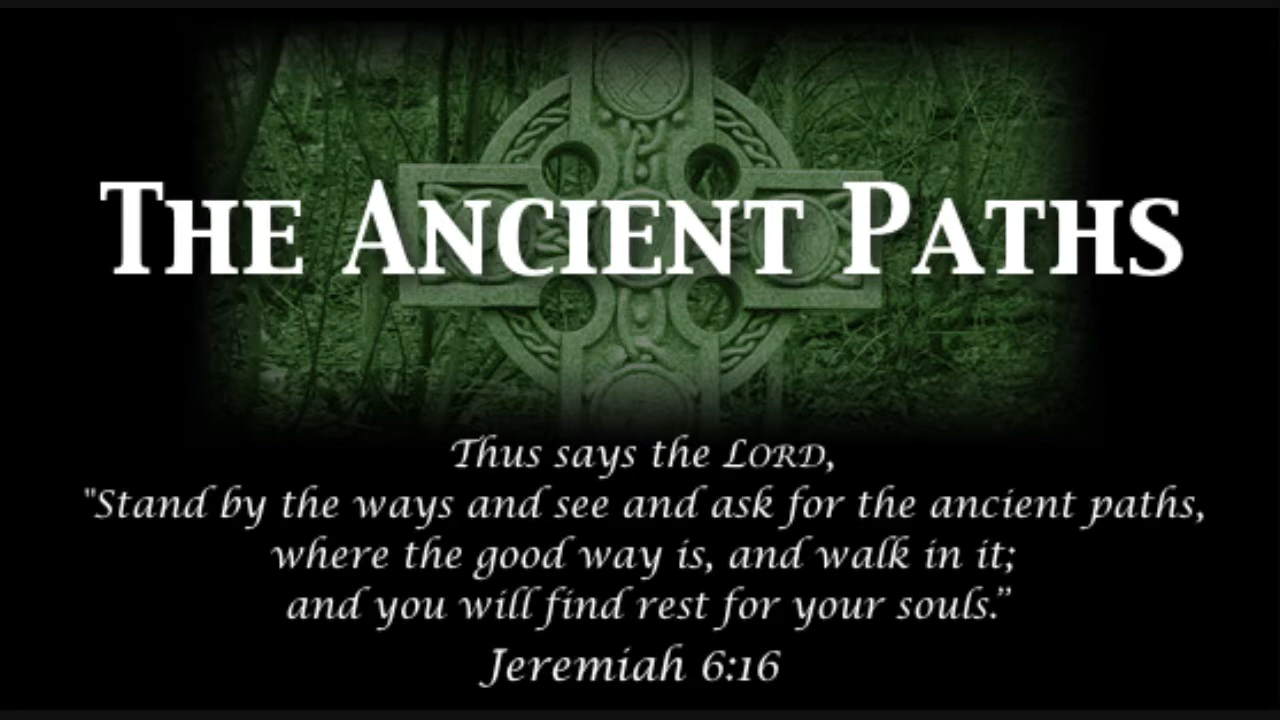 The Ancient Paths
Thus says the LORD,
"Stand by the ways and see and ask for the ancient paths,
where the good way is, and walk in it;
and you will find rest for your souls.”
Jeremiah 6:16